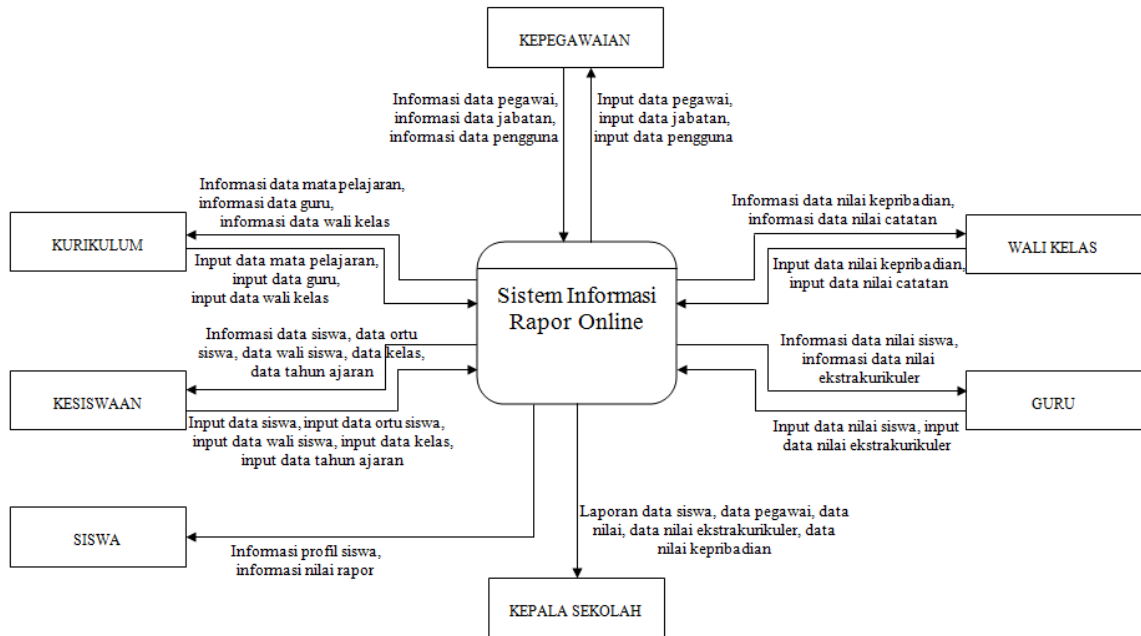 KEPEGAWAIAN
Informasi data pegawai,
informasi data jabatan,
informasi data pengguna
Input data pegawai,
input data jabatan,
input data pengguna
Informasi data mata pelajaran,
informasi data guru,
informasi data wali kelas
KURIKULUM
Input data mata pelajaran,
input data guru,
input data wali kelas
Informasi data nilai kepribadian,
informasi data nilai catatan
WALI KELAS
Input data nilai kepribadian,
input data nilai catatan
Sistem Informasi
Rapor Online
Informasi data siswa, data ortu
siswa, data wali siswa, data kelas,
data tahun ajaran
KESISWAAN
Input data siswa, input data ortu siswa,
input data wali siswa, input data kelas,
input data tahun ajaran
Informasi data nilai siswa,
informasi data nilai
ekstrakurikuler
GURU
Input data nilai siswa, input
data nilai ekstrakurikuler
SISWA
Informasi profil siswa,
informasi nilai rapor
Laporan data siswa, data pegawai, data
nilai, data nilai ekstrakurikuler, data
nilai kepribadian
KEPALA SEKOLAH